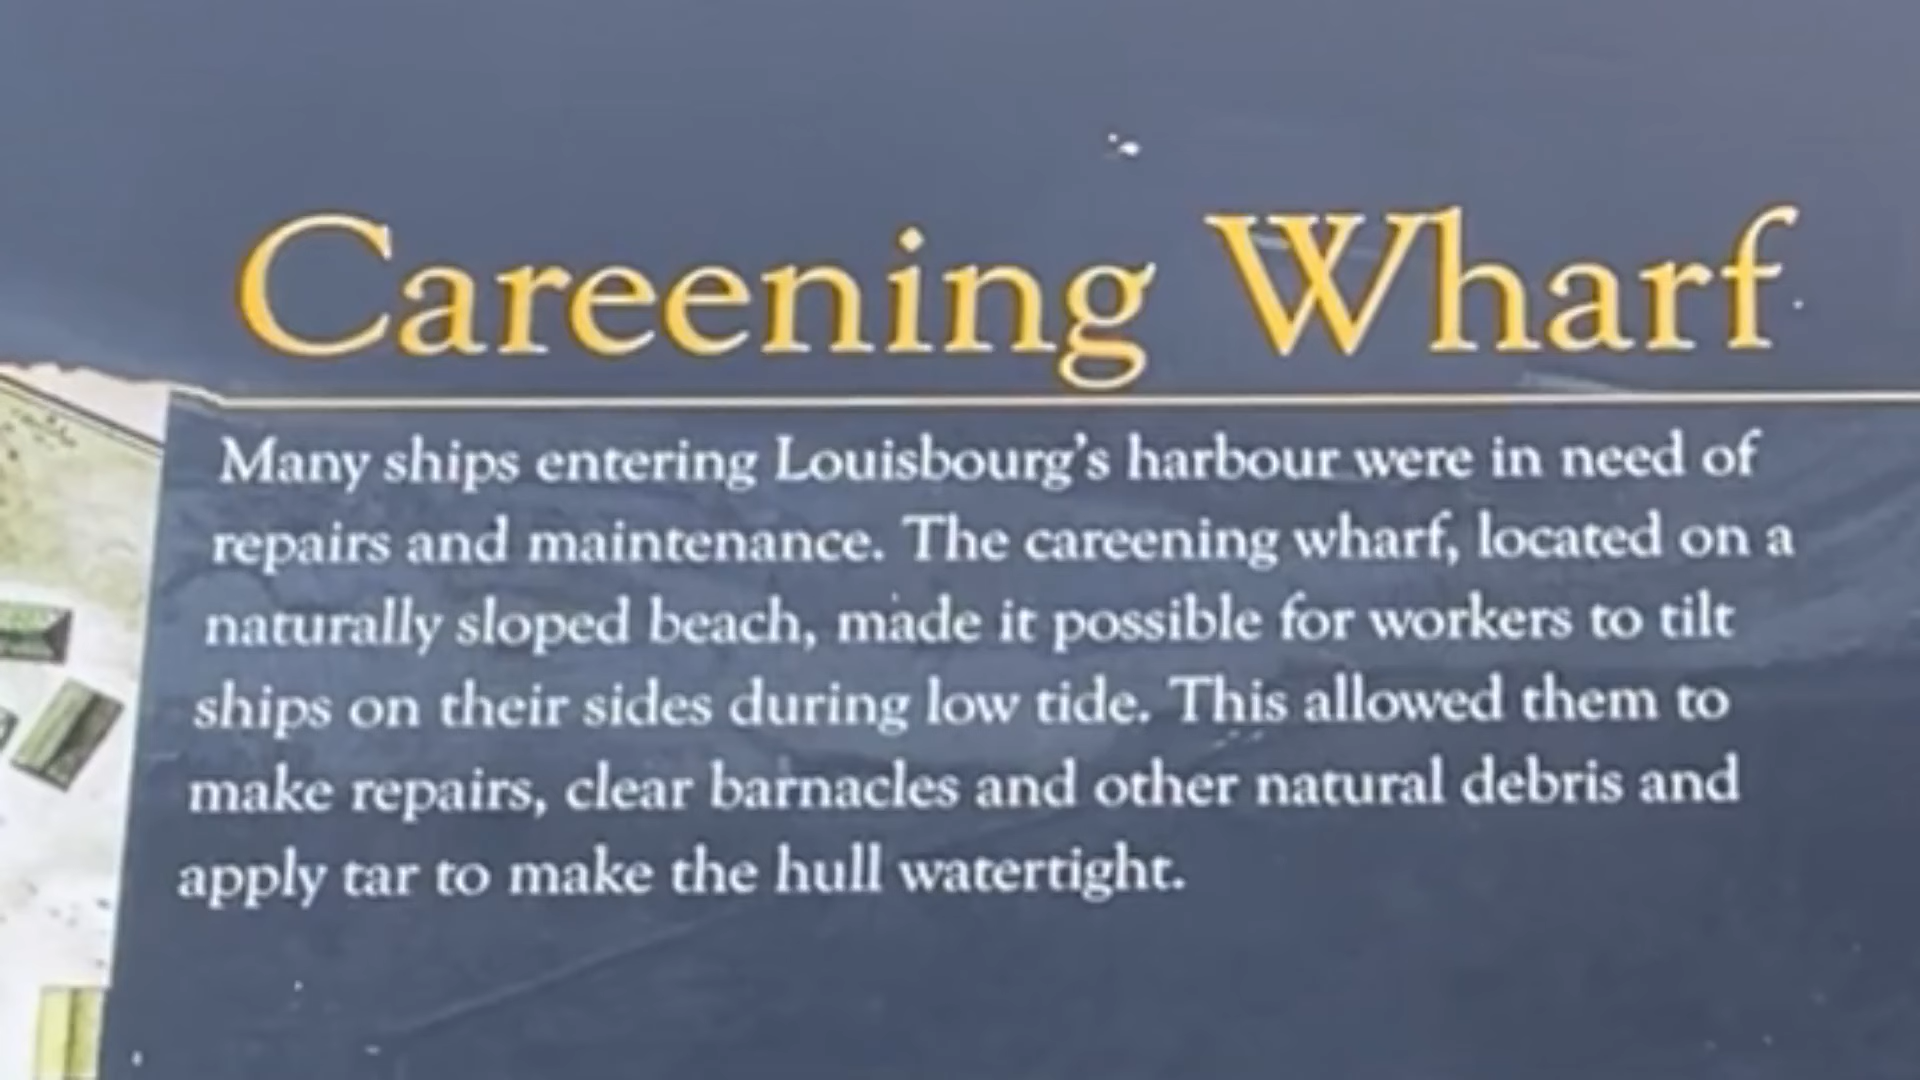 Careening Wharf
Many ships entering Louisbourg's harbour were in need of
repairs and maintenance. The careening wharf, located on a
naturally sloped beach, made it possible for workers to tilt
ships on their sides during low tide. This allowed them to
make repairs, clear barnacles and other natural debris and
apply tar to make the hull watertight.